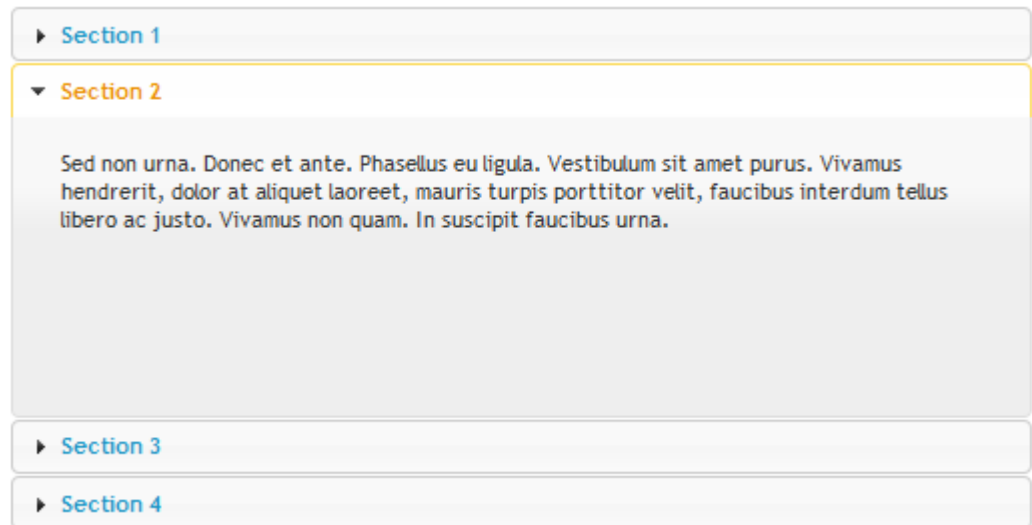 Section 1
Section 2
Sed non urna. Donec et ante. Phasellus eu ligula. Vestibulum sit amet purus. Vivamus
hendrerit, dolor at aliquet laoreet, mauris turpis porttitor velit, faucibus interdum tellus
libero ac justo. Vivamus non quam. In suscipit faucibus urna.
Section 3
Section 4